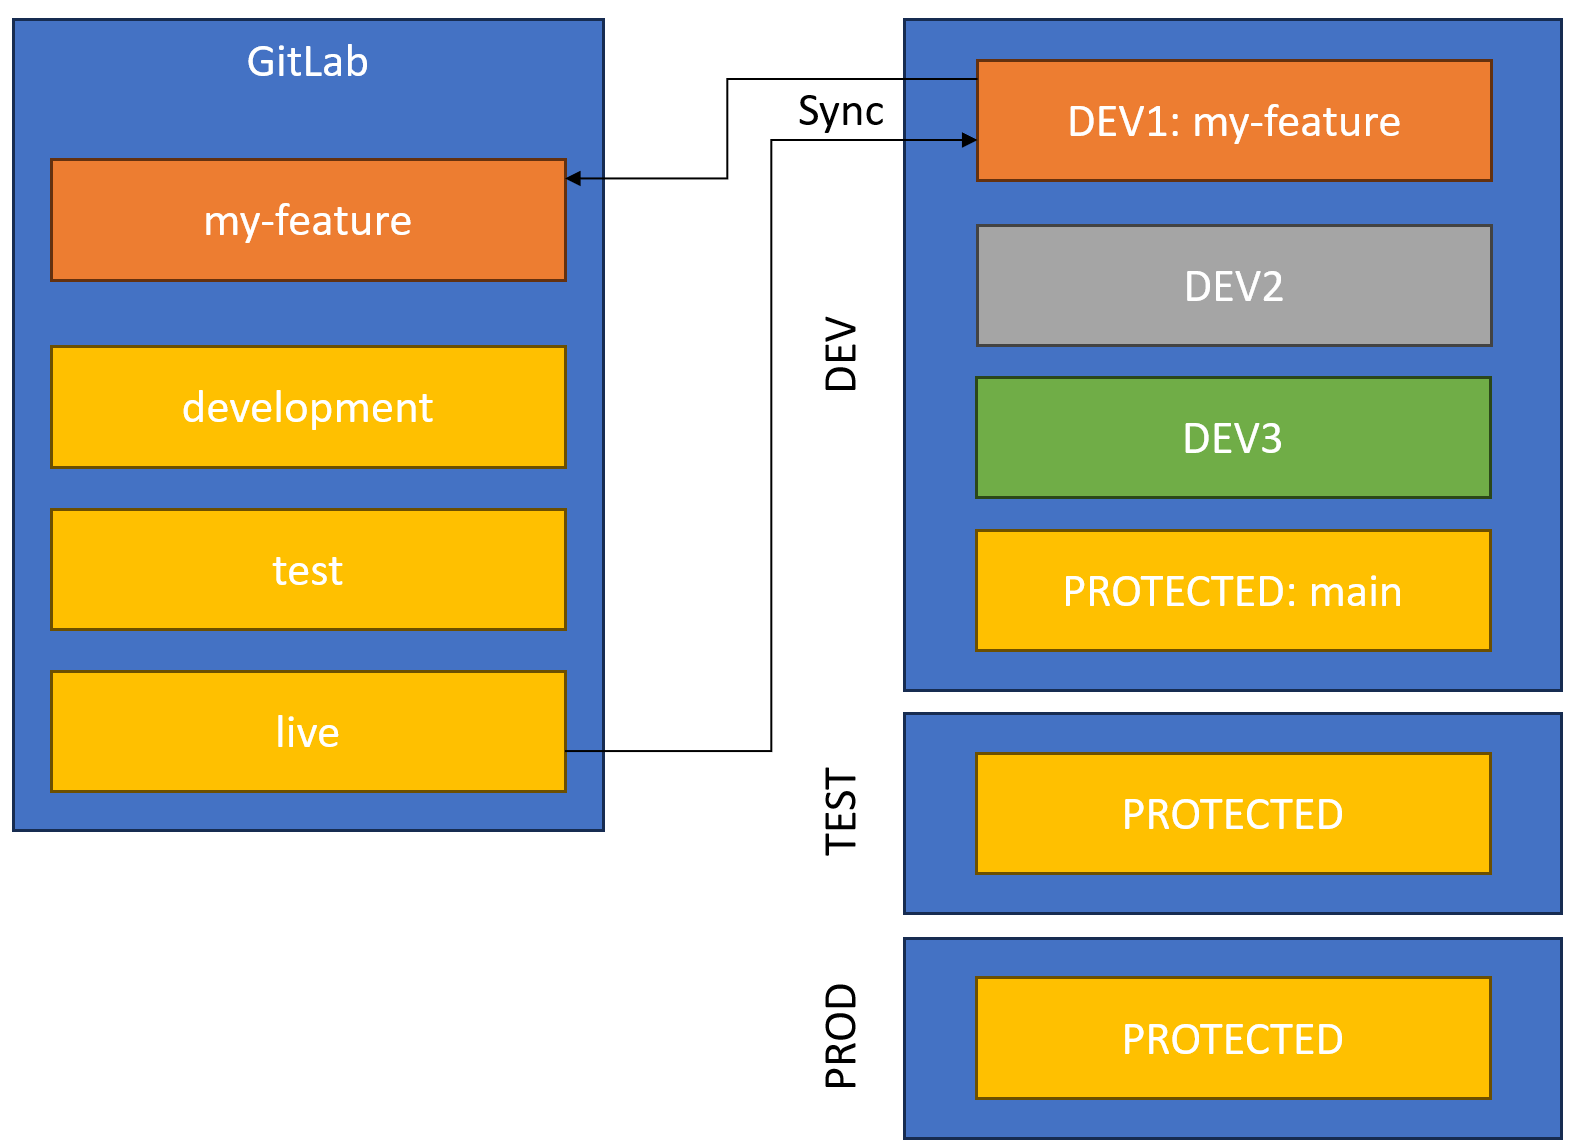 GitLab
my-feature
development
test
live
Sync
DEV
DEV1: my-feature
DEV2
DEV3
PROTECTED: main
TEST
PROTECTED
PROD
PROTECTED